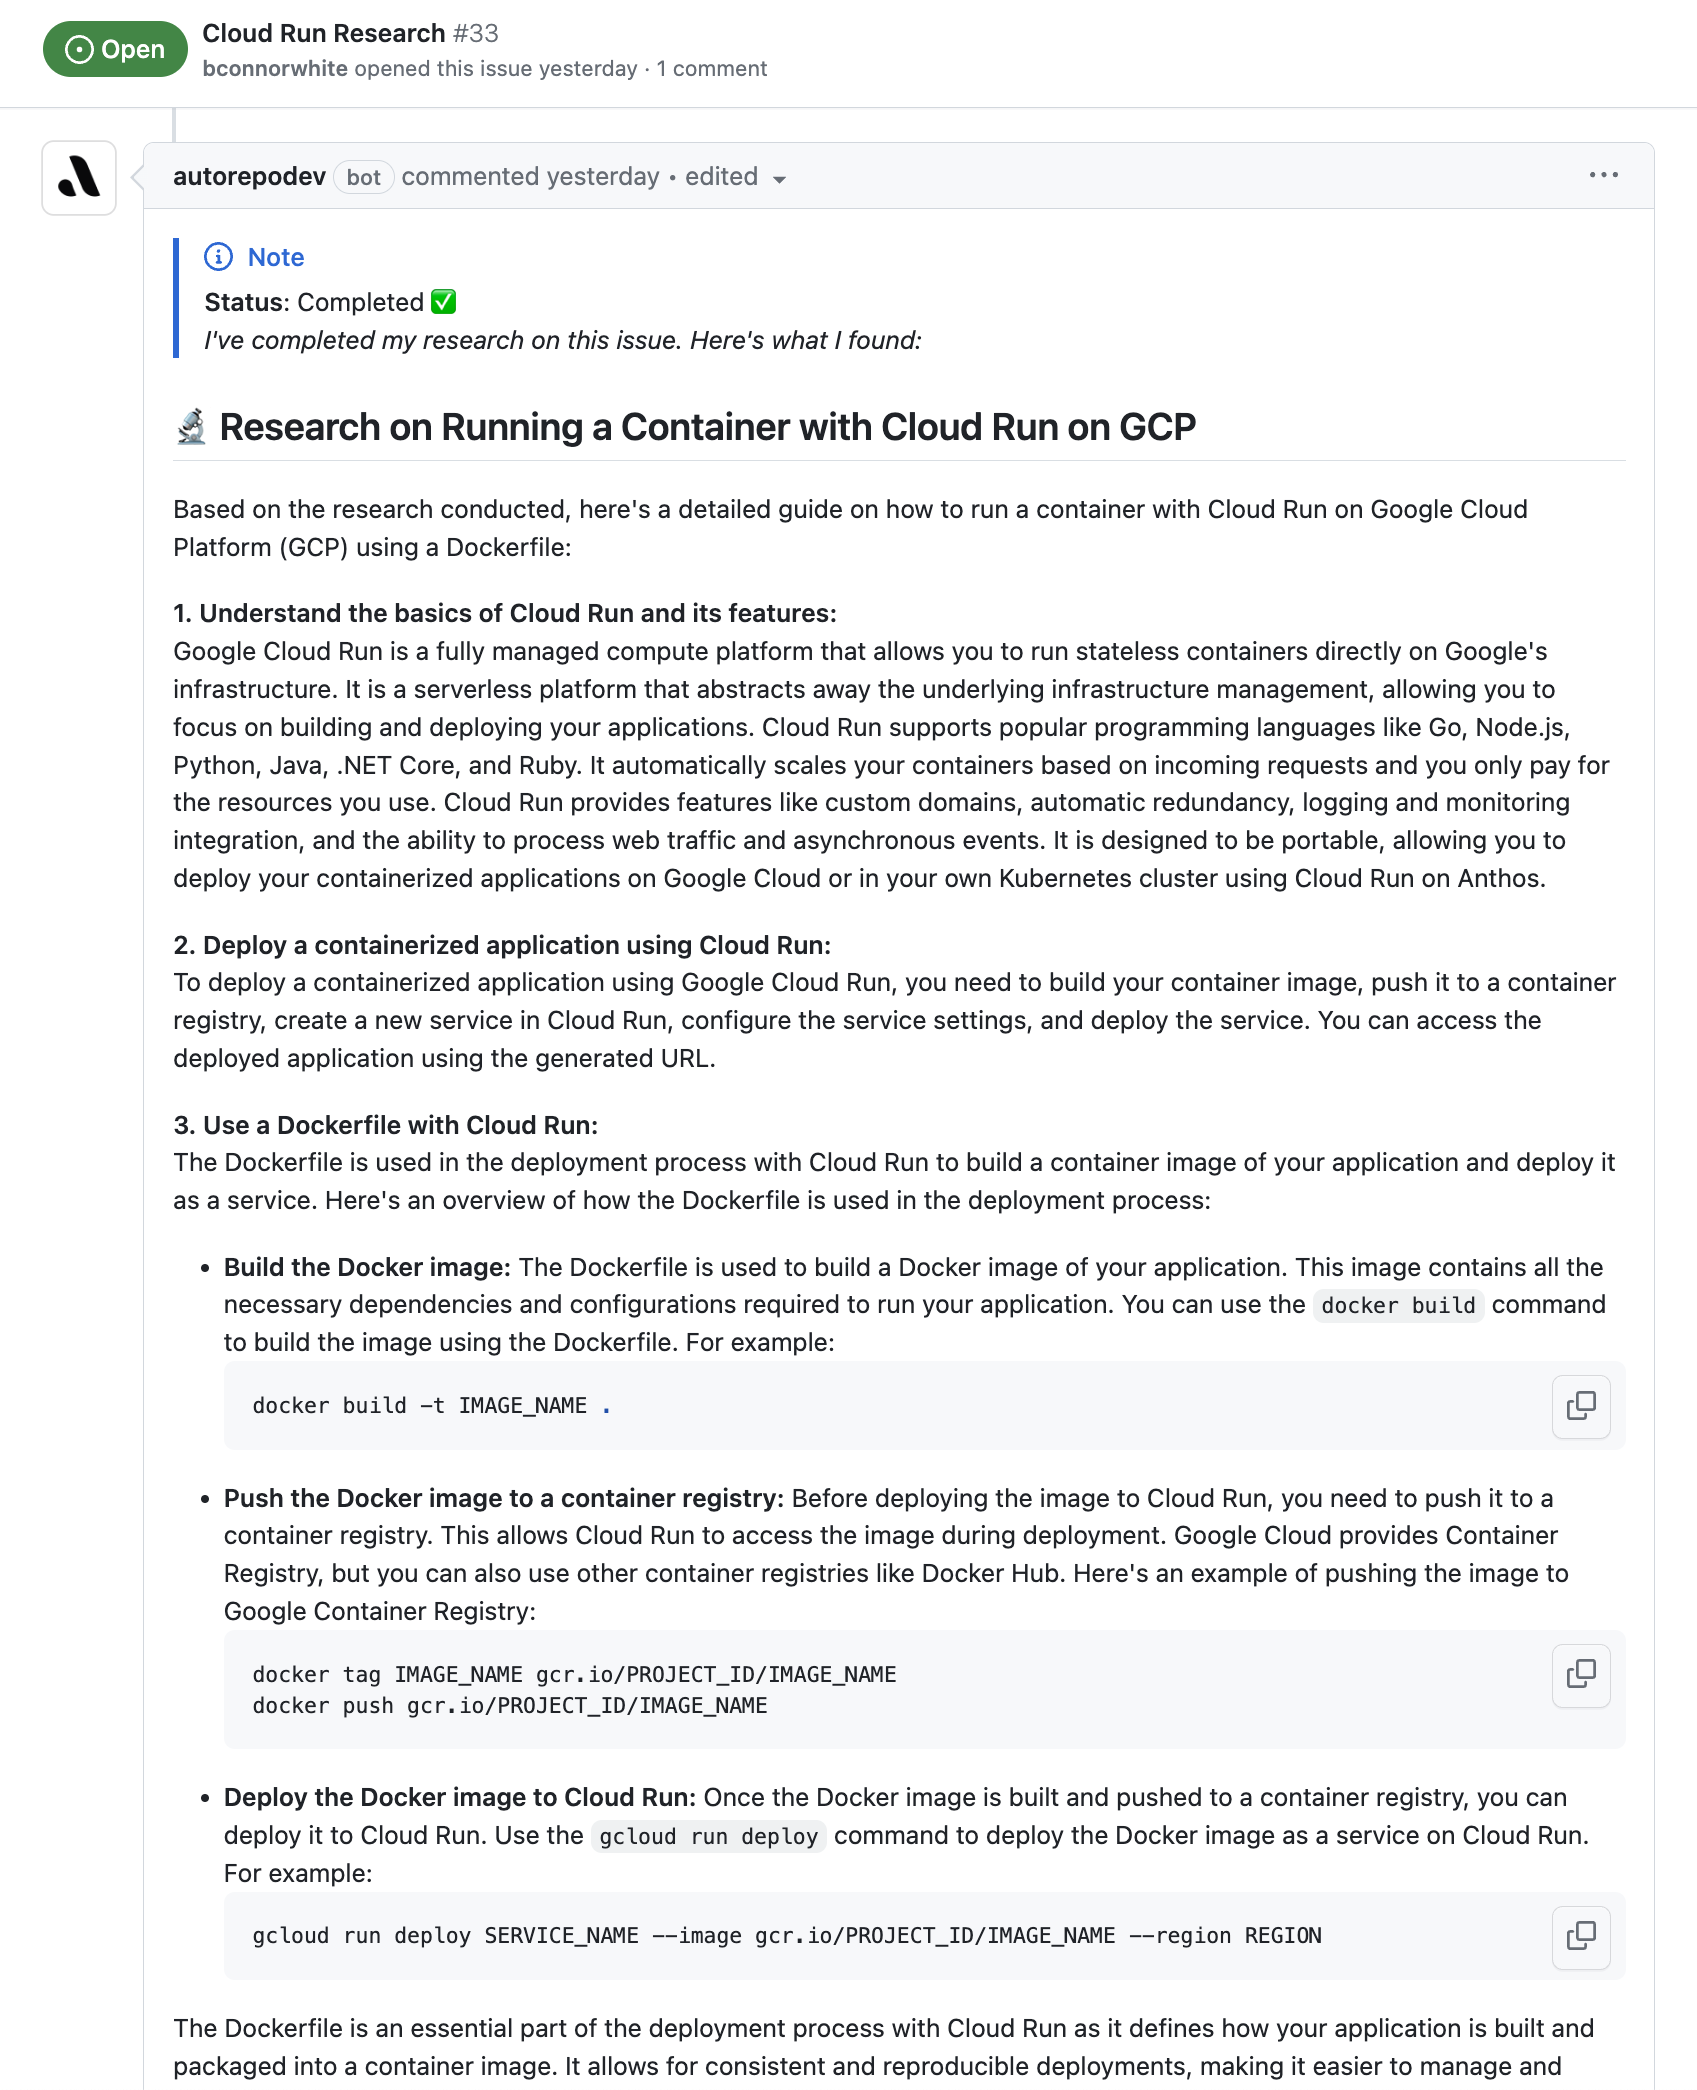 Open
Cloud Run Research #33
bconnorwhite opened this issue yesterday · 1 comment
autorepodev bot commented yesterday • edited
Note
Status: Completed ✅
I've completed my research on this issue. Here's what I found:
🔬 Research on Running a Container with Cloud Run on GCP
Based on the research conducted, here's a detailed guide on how to run a container with Cloud Run on Google Cloud
Platform (GCP) using a Dockerfile:
1. Understand the basics of Cloud Run and its features:
Google Cloud Run is a fully managed compute platform that allows you to run stateless containers directly on Google's
infrastructure. It is a serverless platform that abstracts away the underlying infrastructure management, allowing you to
focus on building and deploying your applications. Cloud Run supports popular programming languages like Go, Node.js,
Python, Java, .NET Core, and Ruby. It automatically scales your containers based on incoming requests and you only pay for
the resources you use. Cloud Run provides features like custom domains, automatic redundancy, logging and monitoring
integration, and the ability to process web traffic and asynchronous events. It is designed to be portable, allowing you to
deploy your containerized applications on Google Cloud or in your own Kubernetes cluster using Cloud Run on Anthos.
2. Deploy a containerized application using Cloud Run:
To deploy a containerized application using Google Cloud Run, you need to build your container image, push it to a container
registry, create a new service in Cloud Run, configure the service settings, and deploy the service. You can access the
deployed application using the generated URL.
3. Use a Dockerfile with Cloud Run:
The Dockerfile is used in the deployment process with Cloud Run to build a container image of your application and deploy it
as a service. Here's an overview of how the Dockerfile is used in the deployment process:
• Build the Docker image: The Dockerfile is used to build a Docker image of your application. This image contains all the
necessary dependencies and configurations required to run your application. You can use the docker build command
to build the image using the Dockerfile. For example:
docker build -t IMAGE_NAME .
• Push the Docker image to a container registry: Before deploying the image to Cloud Run, you need to push it to a
container registry. This allows Cloud Run to access the image during deployment. Google Cloud provides Container
Registry, but you can also use other container registries like Docker Hub. Here's an example of pushing the image to
Google Container Registry:
docker tag IMAGE_NAME gcr.io/PROJECT_ID/IMAGE_NAME
docker push gcr.io/PROJECT_ID/IMAGE_NAME
• Deploy the Docker image to Cloud Run: Once the Docker image is built and pushed to a container registry, you can
deploy it to Cloud Run. Use the gcloud run deploy command to deploy the Docker image as a service on Cloud Run.
For example:
gcloud run deploy SERVICE_NAME --image gcr.io/PROJECT_ID/IMAGE_NAME --region REGION
The Dockerfile is an essential part of the deployment process with Cloud Run as it defines how your application is built and
packaged into a container image. It allows for consistent and reproducible deployments, making it easier to manage and